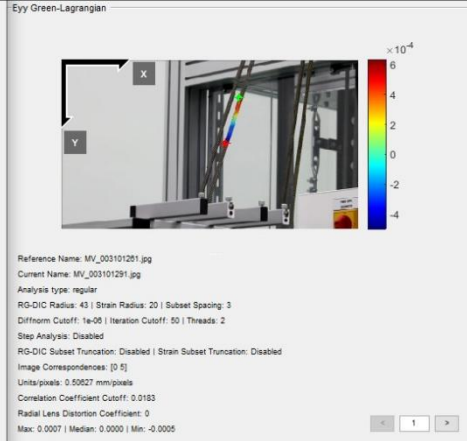 Eyy Green-Lagrangian
×10⁻⁴
X
6
4
2
Y
0
-2
-4
Reference Name: MV_003101261.jpg
Current Name: MV_003101291.jpg
Analysis type: regular
RG-DIC Radius: 43 | Strain Radius: 20 | Subset Spacing: 3
Diffnorm Cutoff: 1e-06 | Iteration Cutoff: 50 | Threads: 2
Step Analysis: Disabled
RG-DIC Subset Truncation: Disabled | Strain Subset Truncation: Disabled
Image Correspondences: [0 5]
Units/pixels: 0.50627 mm/pixels
Correlation Coefficient Cutoff: 0.0183
Radial Lens Distortion Coefficient: 0
Max: 0.0007 | Median: 0.0000 | Min: -0.0005
< 1 >